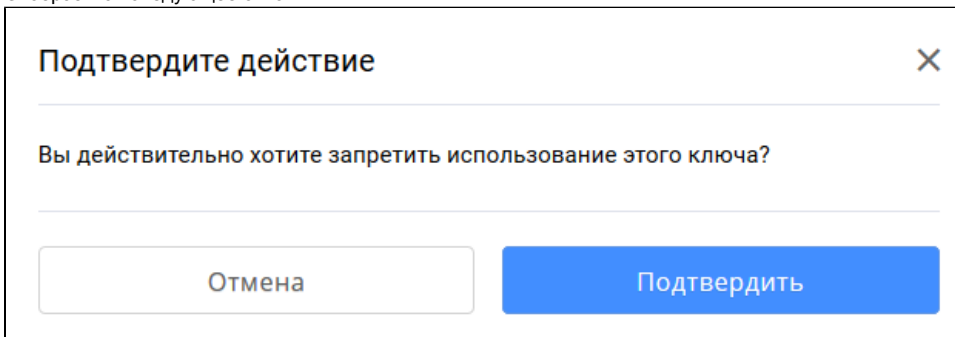 Подтвердите действие
Вы действительно хотите запретить использование этого ключа?
Отмена
Подтвердить